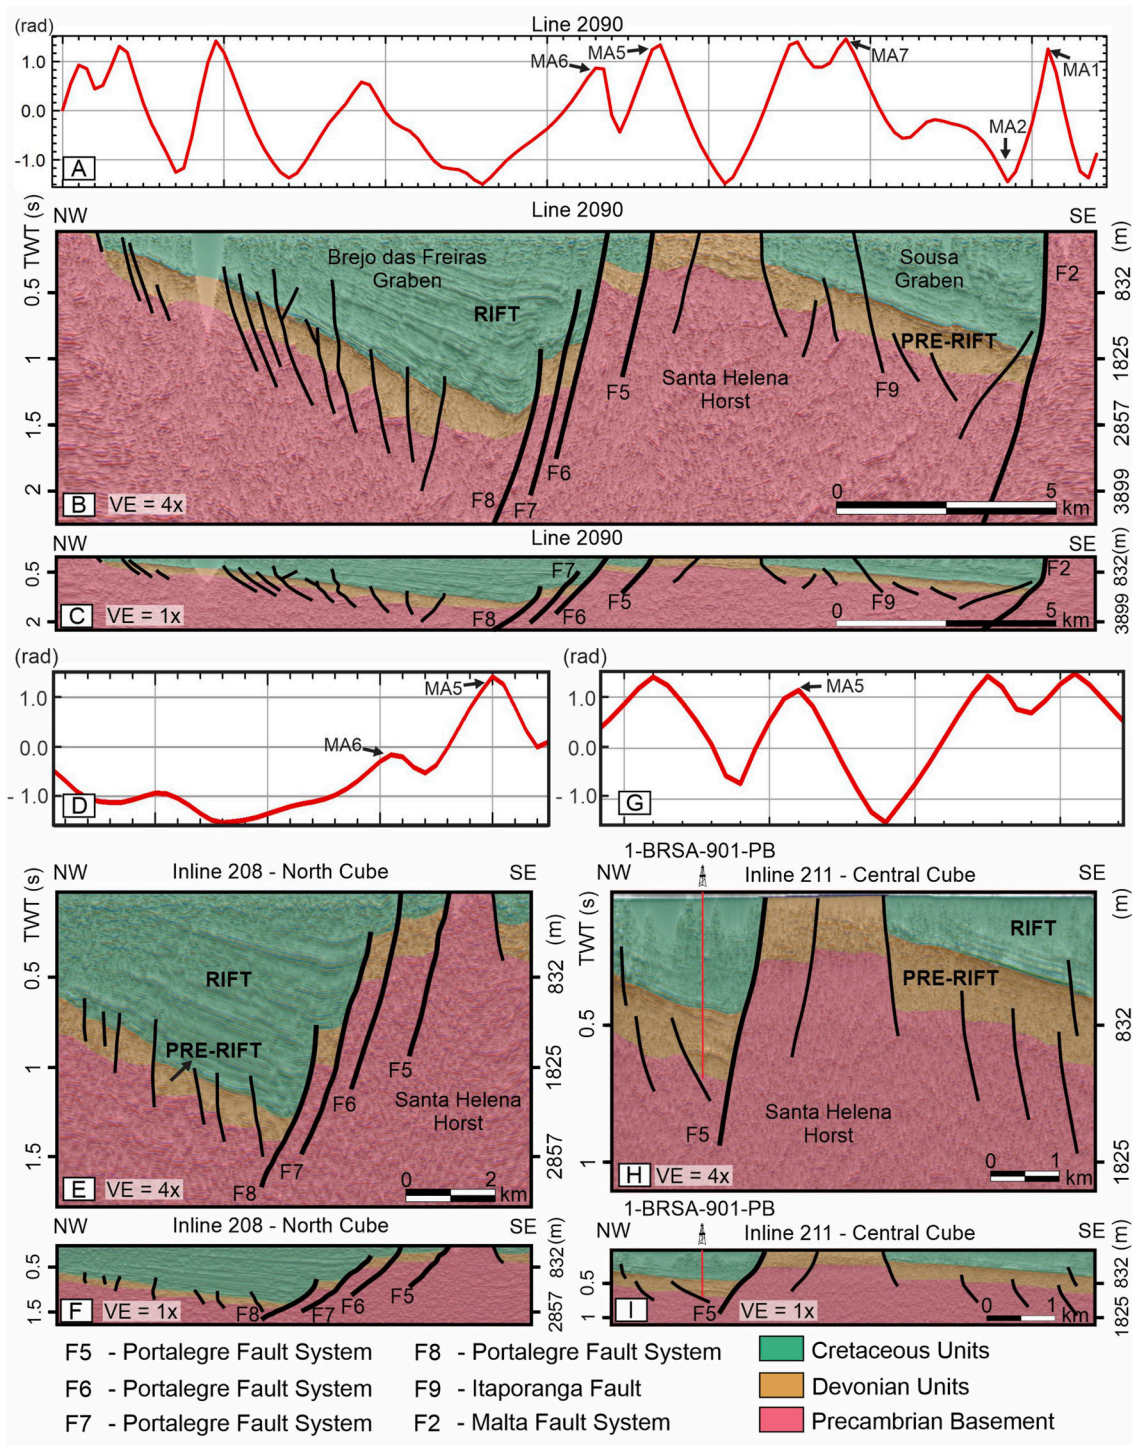 (rad) Line 2090
1.0
0.0
-1.0
MA6
MA5
MA7
MA1
MA2
A
NW Line 2090 SE
TWT (s)
(m)
0.5
1
1.5
2
832
1825
2857
3899
Brejo das Freiras
Graben
RIFT
Sousa
Graben
F2
PRE-RIFT
Santa Helena
Horst
F5
F9
F6
F8
F7
0 5
km
B VE = 4x
NW Line 2090 SE
(m)
0.5
2
832
3899
F7
F2
F5
F9
F8
F6
0 5
km
C VE = 1x
(rad)
1.0
0.0
- 1.0
MA5
MA6
D
(rad)
1.0
0.0
- 1.0
MA5
G
NW Inline 208 - North Cube SE
TWT (s)
(m)
0.5
1
1.5
832
1825
2857
RIFT
PRE-RIFT
F5
F6
F7
F8
Santa Helena
Horst
0 2
km
E VE = 4x
1-BRSA-901-PB
NW Inline 211 - Central Cube SE
TWT (s)
(m)
0.5
1
832
1825
RIFT
PRE-RIFT
Santa Helena
Horst
F5
0 1
km
H VE = 4x
NW Inline 208 - North Cube SE
(m)
0.5
1.5
832
2857
F5
F6
F7
F8
F VE = 1x
1-BRSA-901-PB
NW Inline 211 - Central Cube SE
(m)
0.5
1
832
1825
F5
0 1
km
I VE = 1x
F5 - Portalegre Fault System
F6 - Portalegre Fault System
F7 - Portalegre Fault System
F8 - Portalegre Fault System
F9 - Itaporanga Fault
F2 - Malta Fault System
Cretaceous Units
Devonian Units
Precambrian Basement